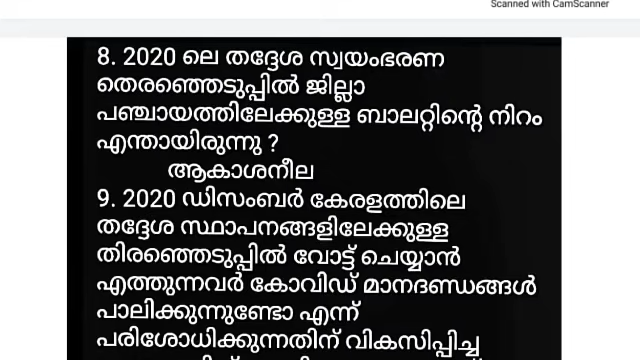 Scanned with CamScanner
8. 2020 ലെ തദ്ദേശ സ്വയംഭരണ
തെരഞ്ഞെടുപ്പിൽ ജില്ലാ
പഞ്ചായത്തിലേക്കുള്ള ബാലറ്റിന്റെ നിറം
എന്തായിരുന്നു ?
ആകാശനീല
9. 2020 ഡിസംബർ കേരളത്തിലെ
തദ്ദേശ സ്ഥാപനങ്ങളിലേക്കുള്ള
തിരഞ്ഞെടുപ്പിൽ വോട്ട് ചെയ്യാൻ
എത്തുന്നവർ കോവിഡ് മാനദണ്ഡങ്ങൾ
പാലിക്കുന്നുണ്ടോ എന്ന്
പരിശോധിക്കുന്നതിന് വികസിപ്പിച്ച